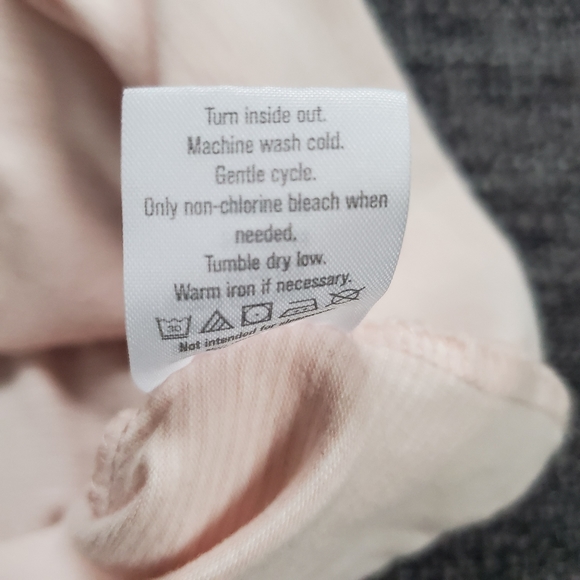 Turn inside out.
Machine wash cold.
Gentle cycle.
Only non-chlorine bleach when
needed.
Tumble dry low.
Warm iron if necessary.
30
Not intended for